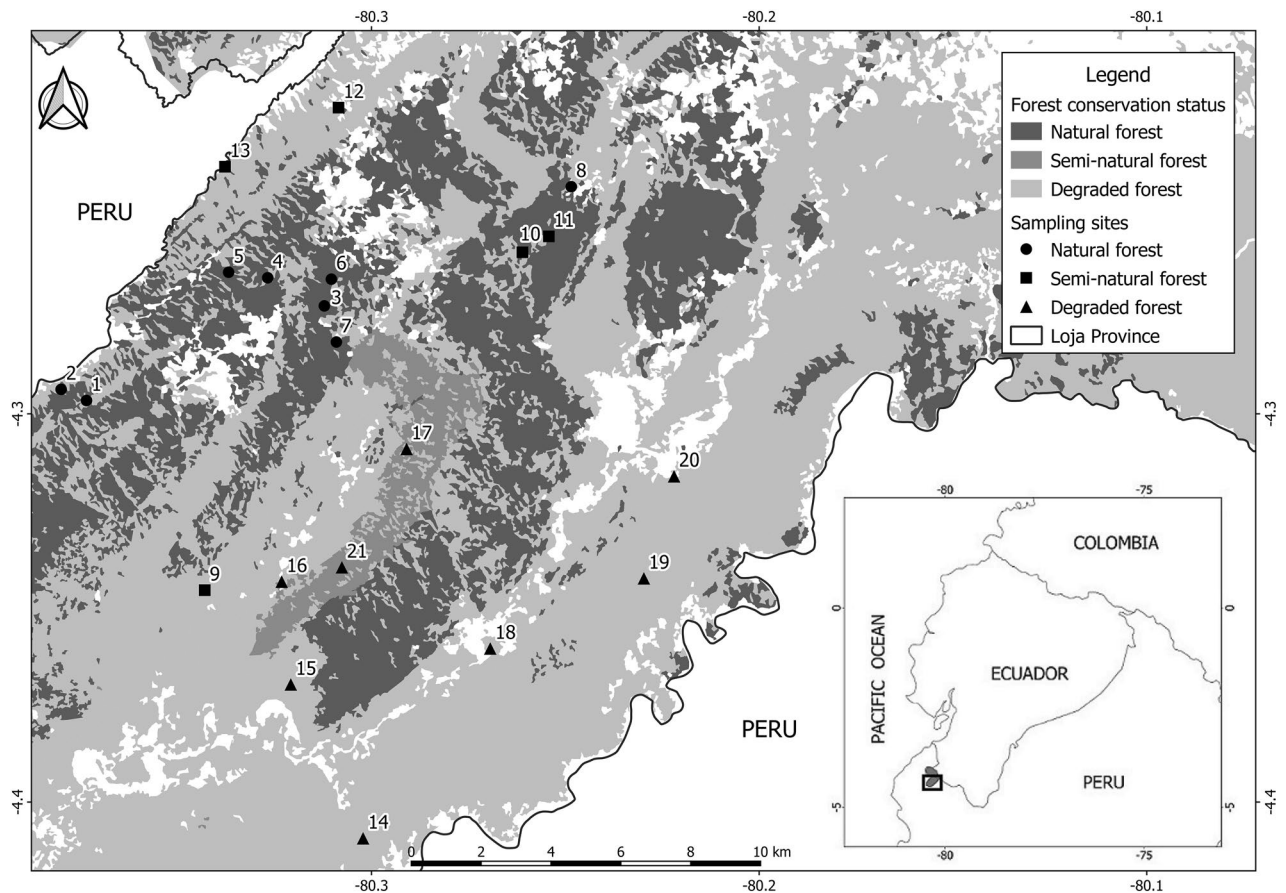 -80.3
-80.2
-80.1
12
13
PERU
8
11
10
5
4
6
3
7
2
1
-4.3
-4.3
17
20
16
21
9
19
18
15
PERU
-4.4
-4.4
14
0
2
4
6
8
10 km
-80.3
-80.2
-80.1
Legend
Forest conservation status
Natural forest
Semi-natural forest
Degraded forest
Sampling sites
Natural forest
Semi-natural forest
Degraded forest
Loja Province
-80
-75
COLOMBIA
0
0
PACIFIC OCEAN
ECUADOR
PERU
-5
-5
-80
-75